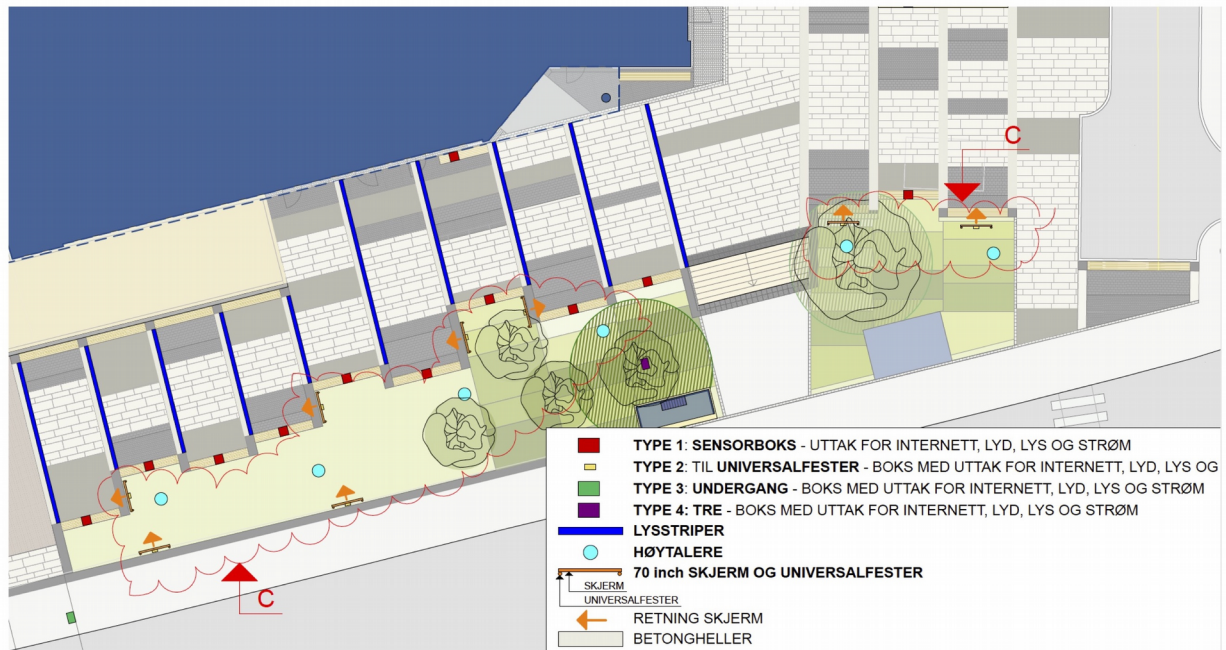 C
C
TYPE 1: SENSORBOKS - UTTAK FOR INTERNETT, LYD, LYS OG STRØM
TYPE 2: TIL UNIVERSALFESTER - BOKS MED UTTAK FOR INTERNETT, LYD, LYS OG
TYPE 3: UNDERGANG - BOKS MED UTTAK FOR INTERNETT, LYD, LYS OG STRØM
TYPE 4: TRE - BOKS MED UTTAK FOR INTERNETT, LYD, LYS OG STRØM
LYSSTRIPER
HØYTALERE
70 inch SKJERM OG UNIVERSALFESTER
SKJERM
UNIVERSALFESTER
RETNING SKJERM
BETONGHELLER